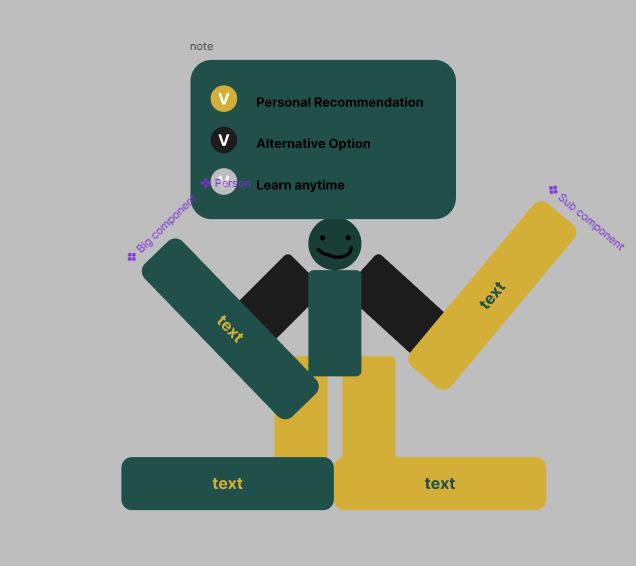 note
V Personal Recommendation
V Alternative Option
V Learn anytime
Person
Big component
Sub component
text
text
text
text